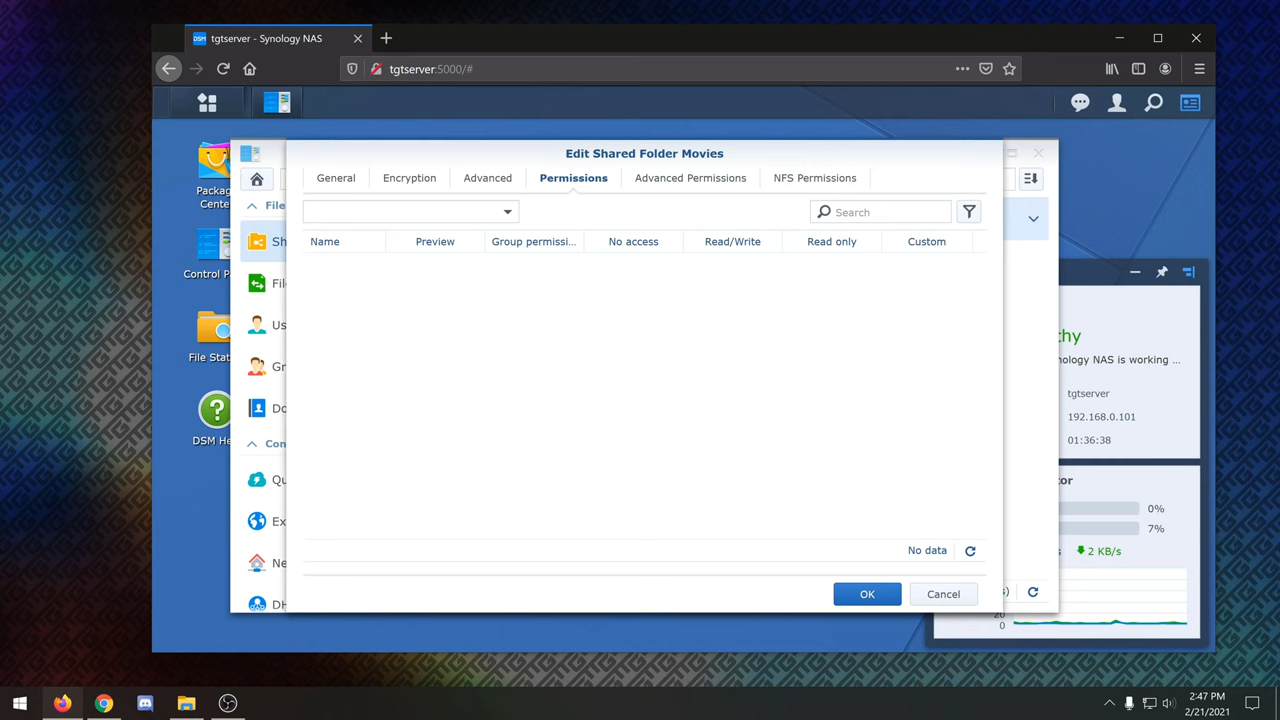 DSM
tgtserver - Synology NAS
tgtserver:5000/#
Package
Center
Control P
File Stat
DSM He
File
Sh
Fil
Us
Gr
Do
Con
Qu
Ex
Ne
DH
Edit Shared Folder Movies
General
Encryption
Advanced
Permissions
Advanced Permissions
NFS Permissions
Search
Name
Preview
Group permissi...
No access
Read/Write
Read only
Custom
No data
OK
Cancel
thy
nology NAS is working ...
tgtserver
192.168.0.101
01:36:38
tor
0%
7%
s
2 KB/s
20
0
s)
2:47 PM
2/21/2021